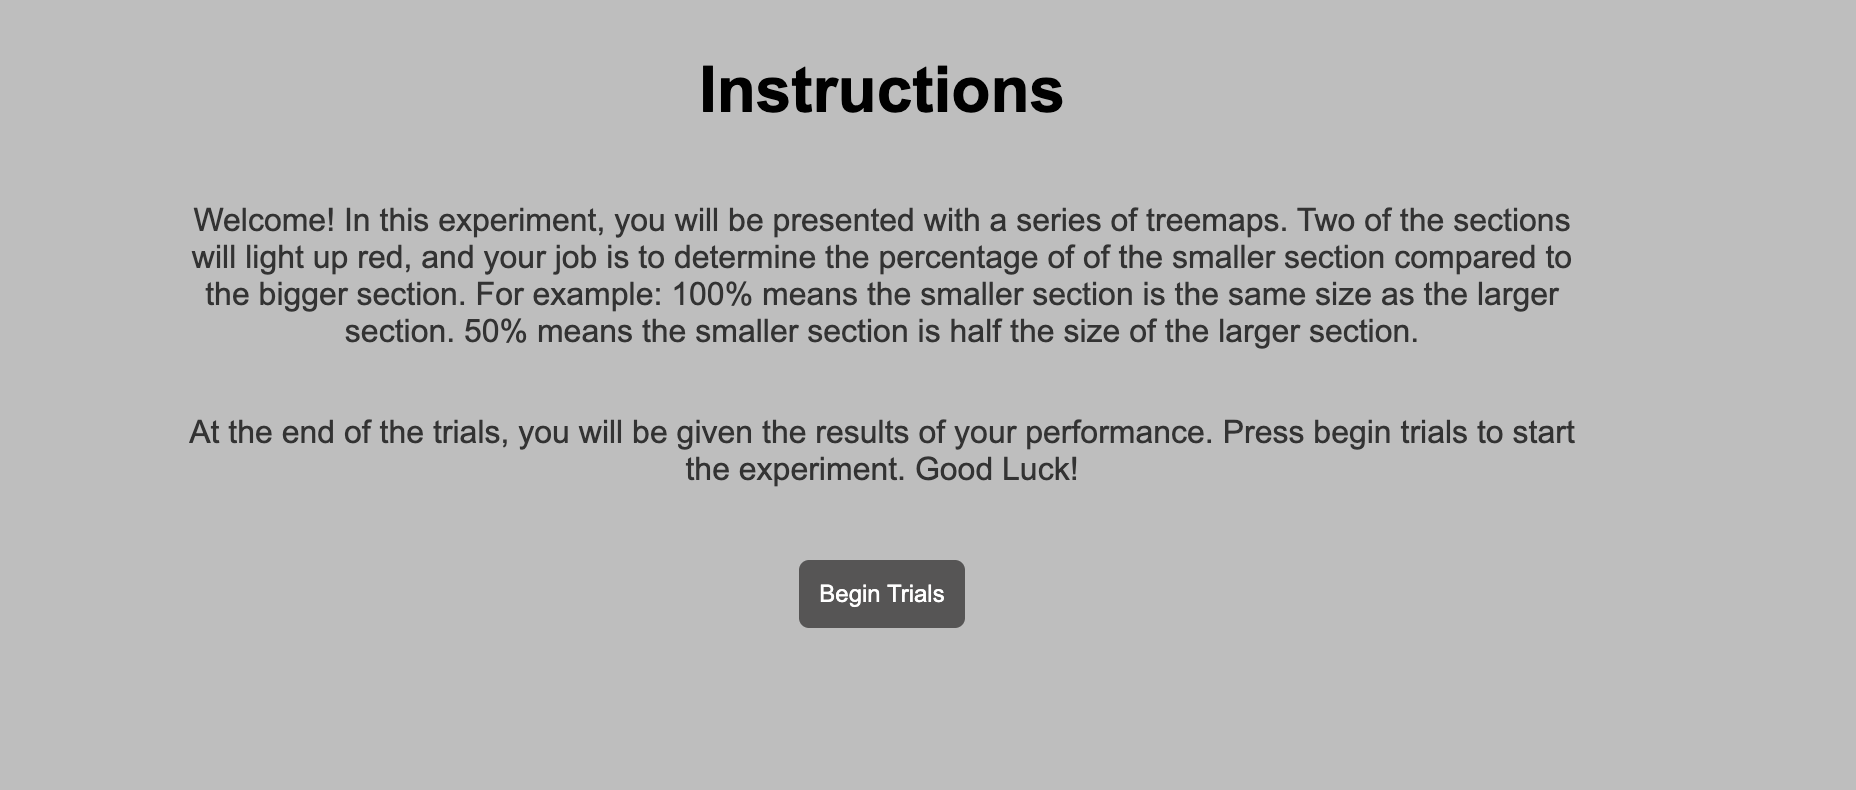 Instructions
Welcome! In this experiment, you will be presented with a series of treemaps. Two of the sections
will light up red, and your job is to determine the percentage of of the smaller section compared to
the bigger section. For example: 100% means the smaller section is the same size as the larger
section. 50% means the smaller section is half the size of the larger section.
At the end of the trials, you will be given the results of your performance. Press begin trials to start
the experiment. Good Luck!
Begin Trials